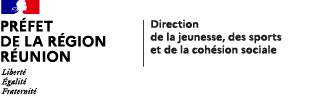 PRÉFET
DE LA RÉGION
RÉUNION
Liberté
Égalité
Fraternité
Direction
de la jeunesse, des sports
et de la cohésion sociale